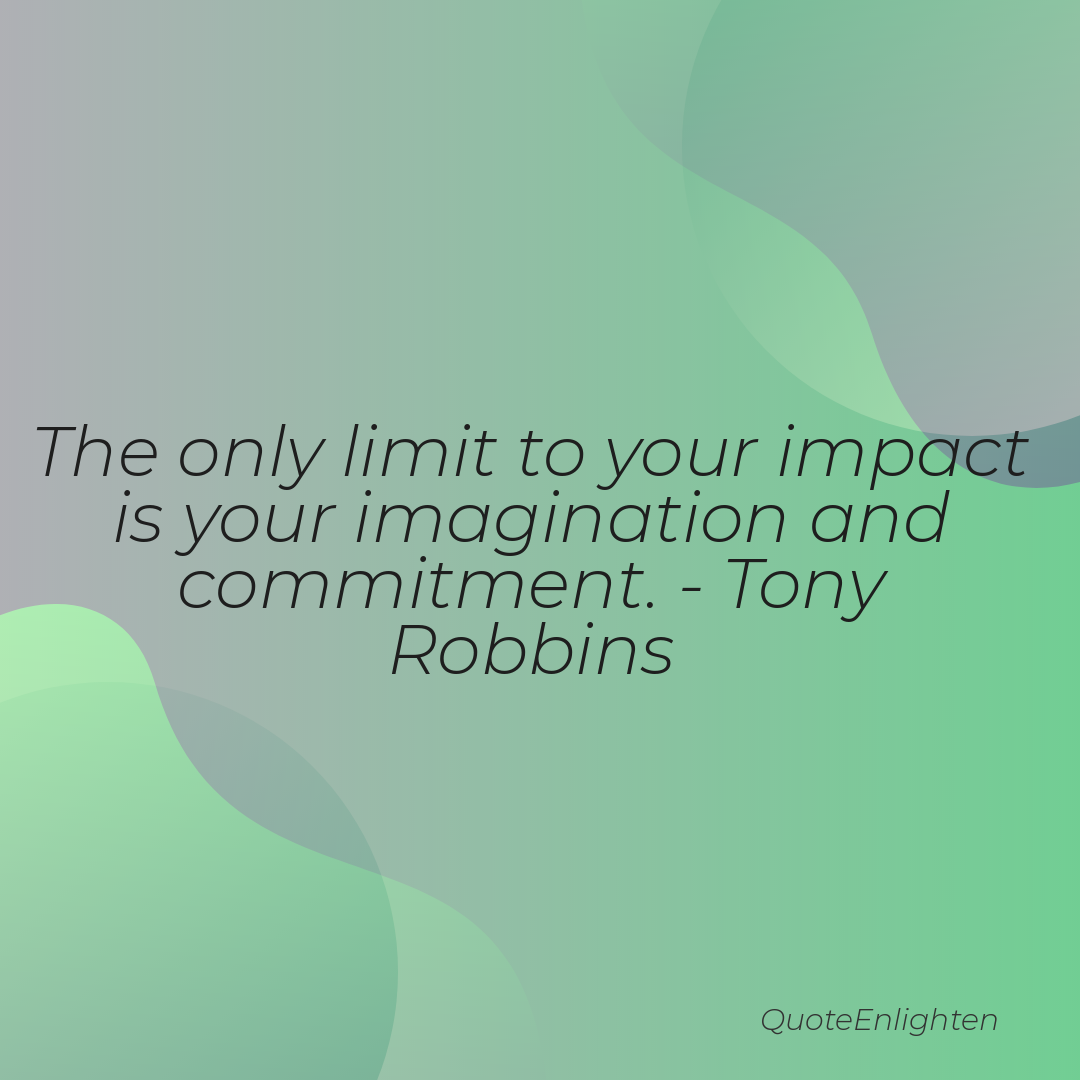 The only limit to your impact
is your imagination and
commitment. - Tony
Robbins
QuoteEnlighten